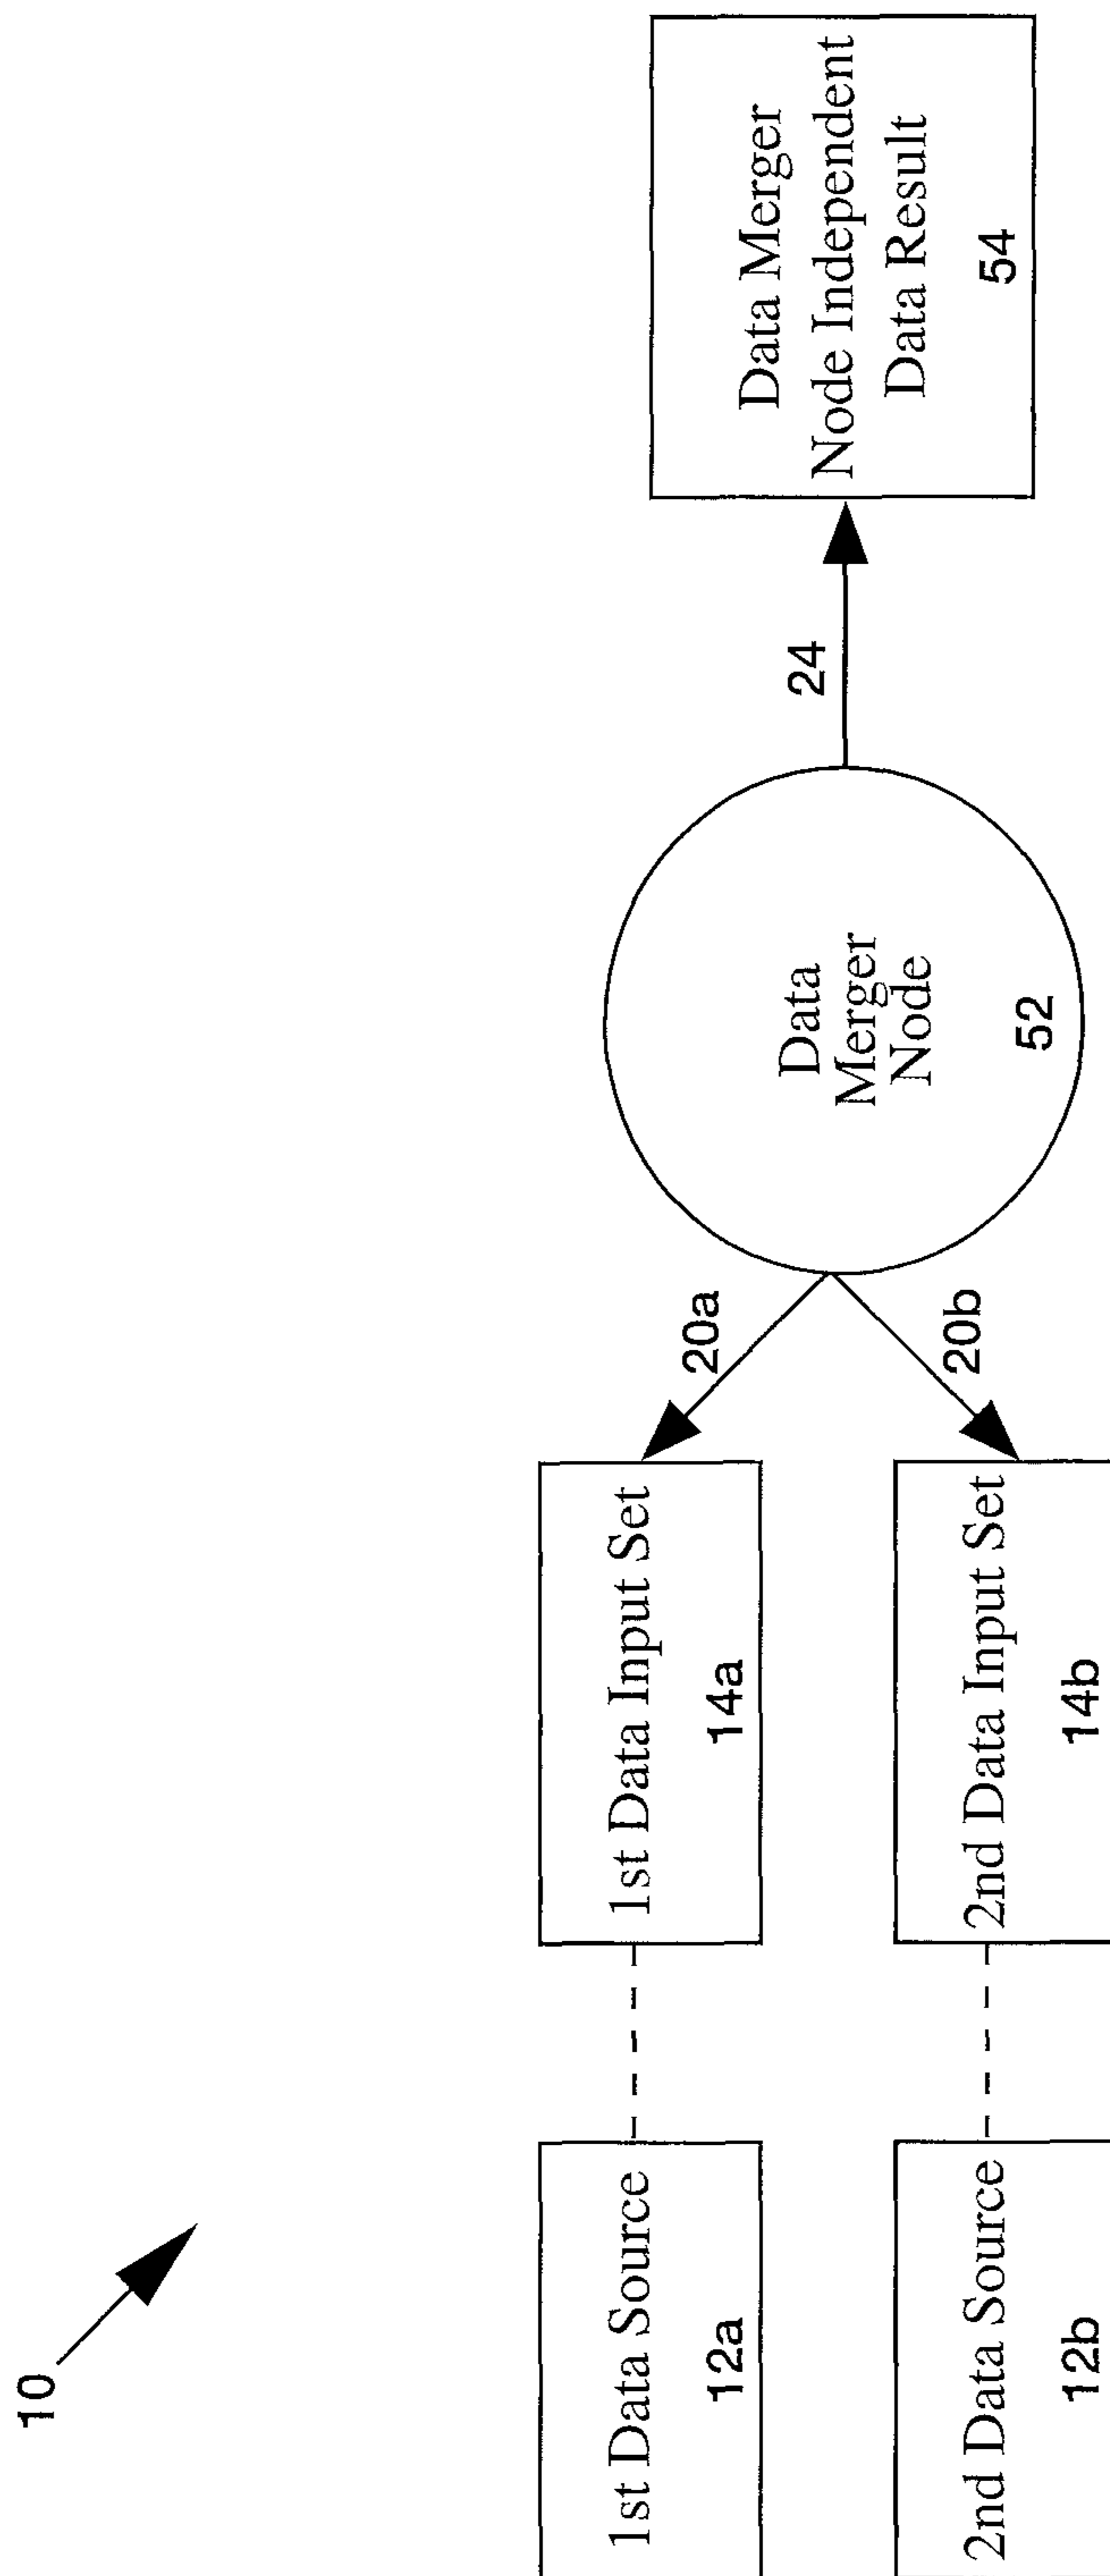 10
1st Data Source
12a
2nd Data Source
12b
1st Data Input Set
14a
2nd Data Input Set
14b
20a
20b
Data
Merger
Node
52
24
Data Merger
Node Independent
Data Result
54